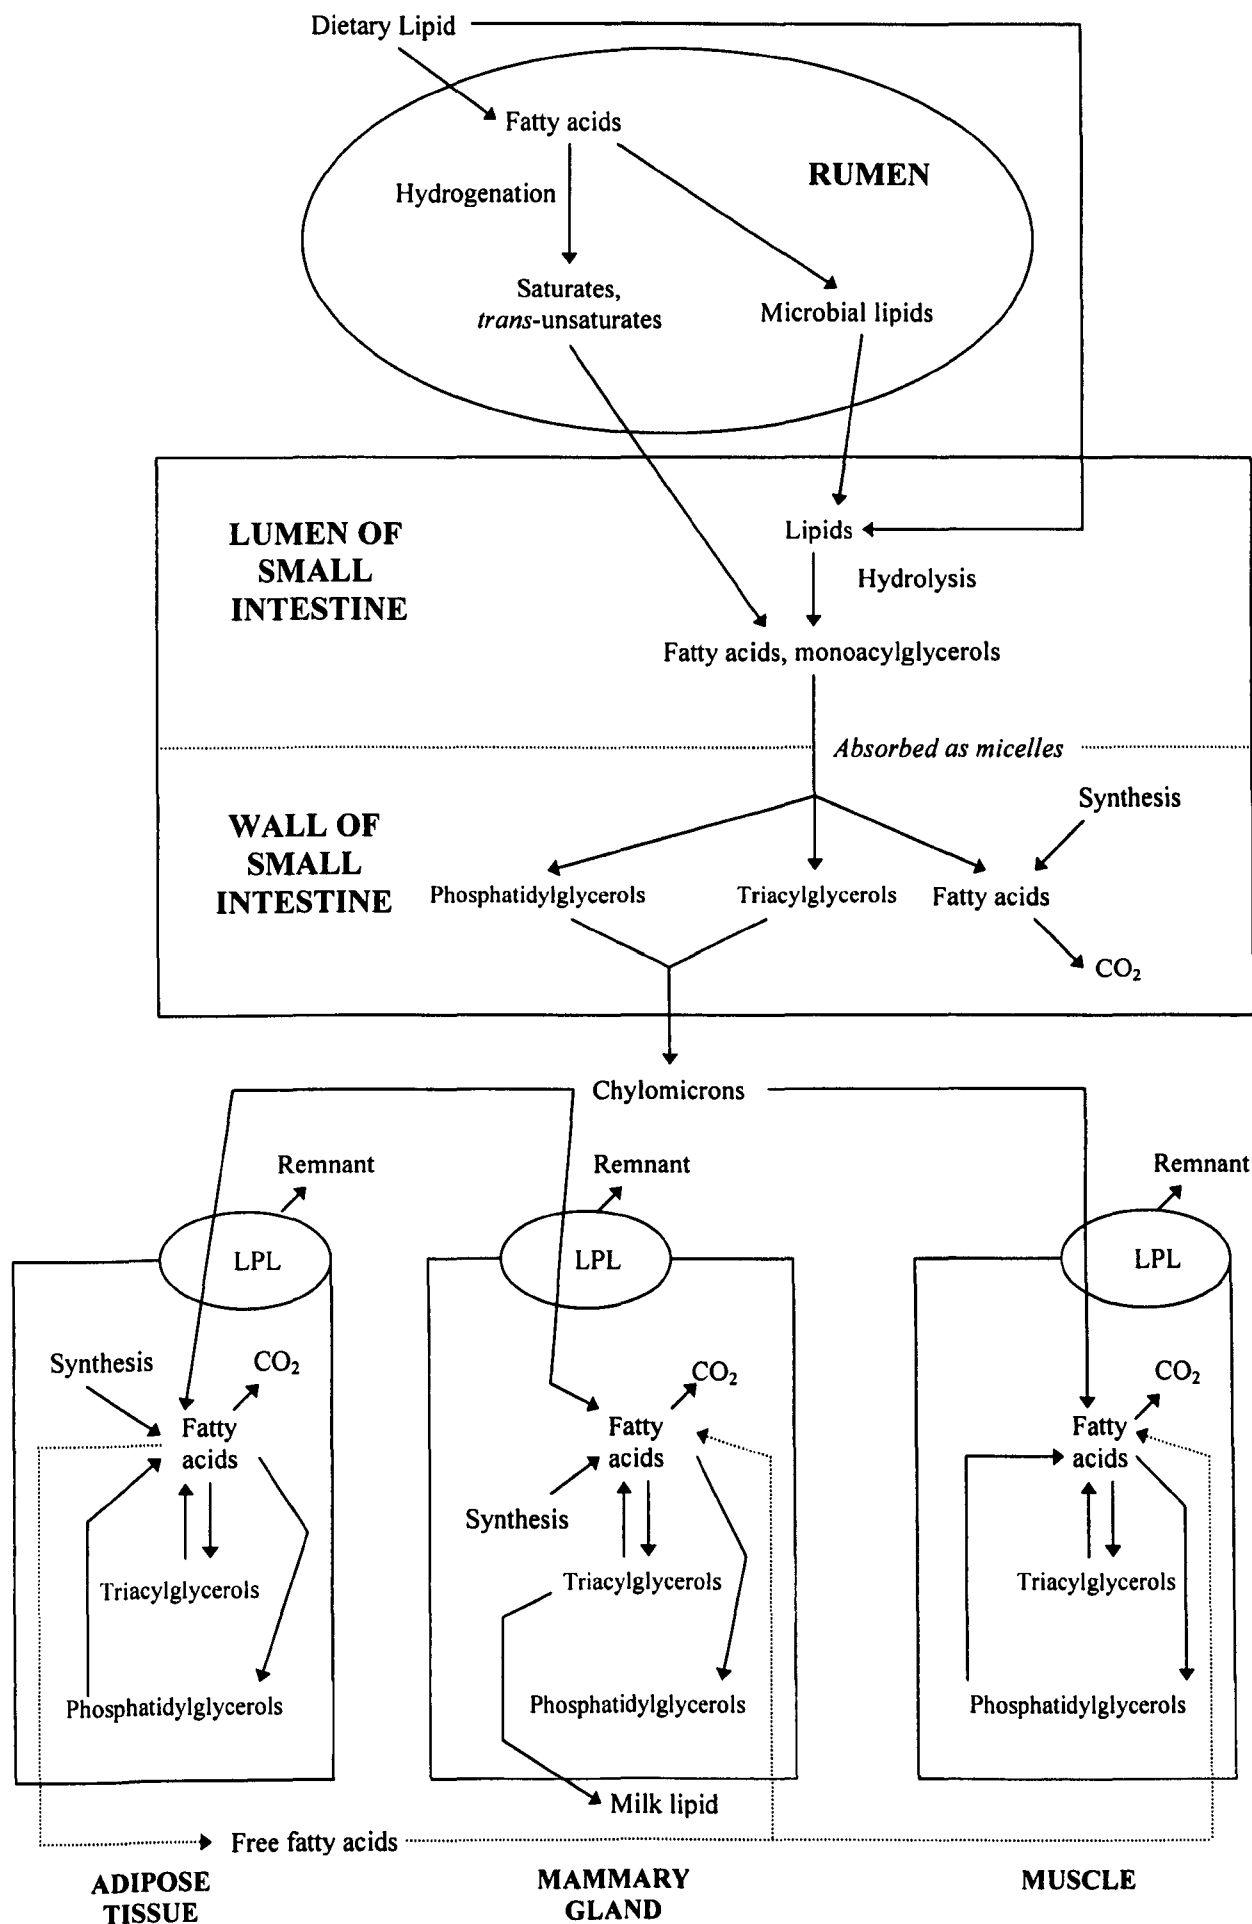 Dietary Lipid
Fatty acids
RUMEN
Hydrogenation
Saturates,
trans-unsaturates
Microbial lipids
LUMEN OF
SMALL
INTESTINE
Lipids
Hydrolysis
Fatty acids, monoacylglycerols
Absorbed as micelles
Synthesis
WALL OF
SMALL
INTESTINE
Phosphatidylglycerols
Triacylglycerols
Fatty acids
CO₂
Chylomicrons
Remnant
Remnant
Remnant
LPL
LPL
LPL
Synthesis
CO₂
Fatty
acids
Triacylglycerols
Phosphatidylglycerols
CO₂
Fatty
acids
Synthesis
Triacylglycerols
Phosphatidylglycerols
Milk lipid
CO₂
Fatty
acids
Triacylglycerols
Phosphatidylglycerols
Free fatty acids
ADIPOSE
TISSUE
MAMMARY
GLAND
MUSCLE